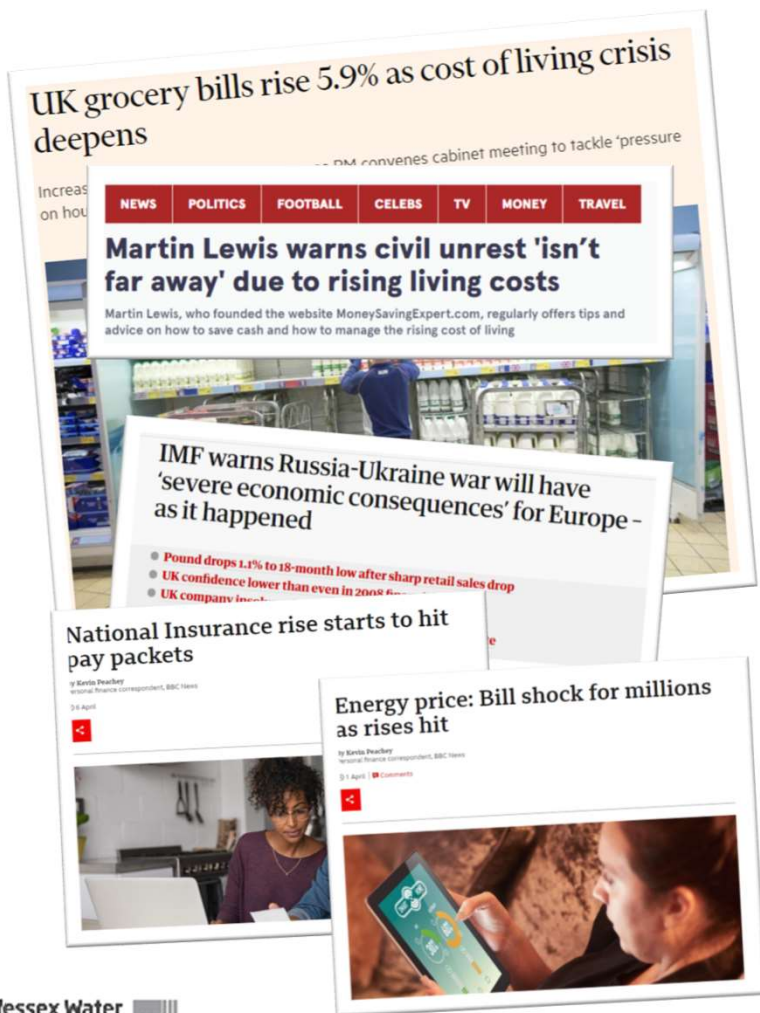 UK grocery bills rise 5.9% as cost of living crisis
deepens
PM convenes cabinet meeting to tackle ‘pressure
on
NEWS POLITICS FOOTBALL CELEBS TV MONEY TRAVEL
Martin Lewis warns civil unrest 'isn't
far away' due to rising living costs
Martin Lewis, who founded the website MoneySavingExpert.com, regularly offers tips and
advice on how to save cash and how to manage the rising cost of living
IMF warns Russia-Ukraine war will have
‘severe economic consequences’ for Europe –
as it happened
Pound drops 1.1% to 18-month low after sharp retail sales drop
UK confidence lower than even in 2008
UK company
National Insurance rise starts to hit
pay packets
By Kevin Peachey
Personal finance correspondent, BBC News
6 April
Energy price: Bill shock for millions
as rises hit
By Kevin Peachey
Personal finance correspondent, BBC News
1 April Comments
Wessex Water